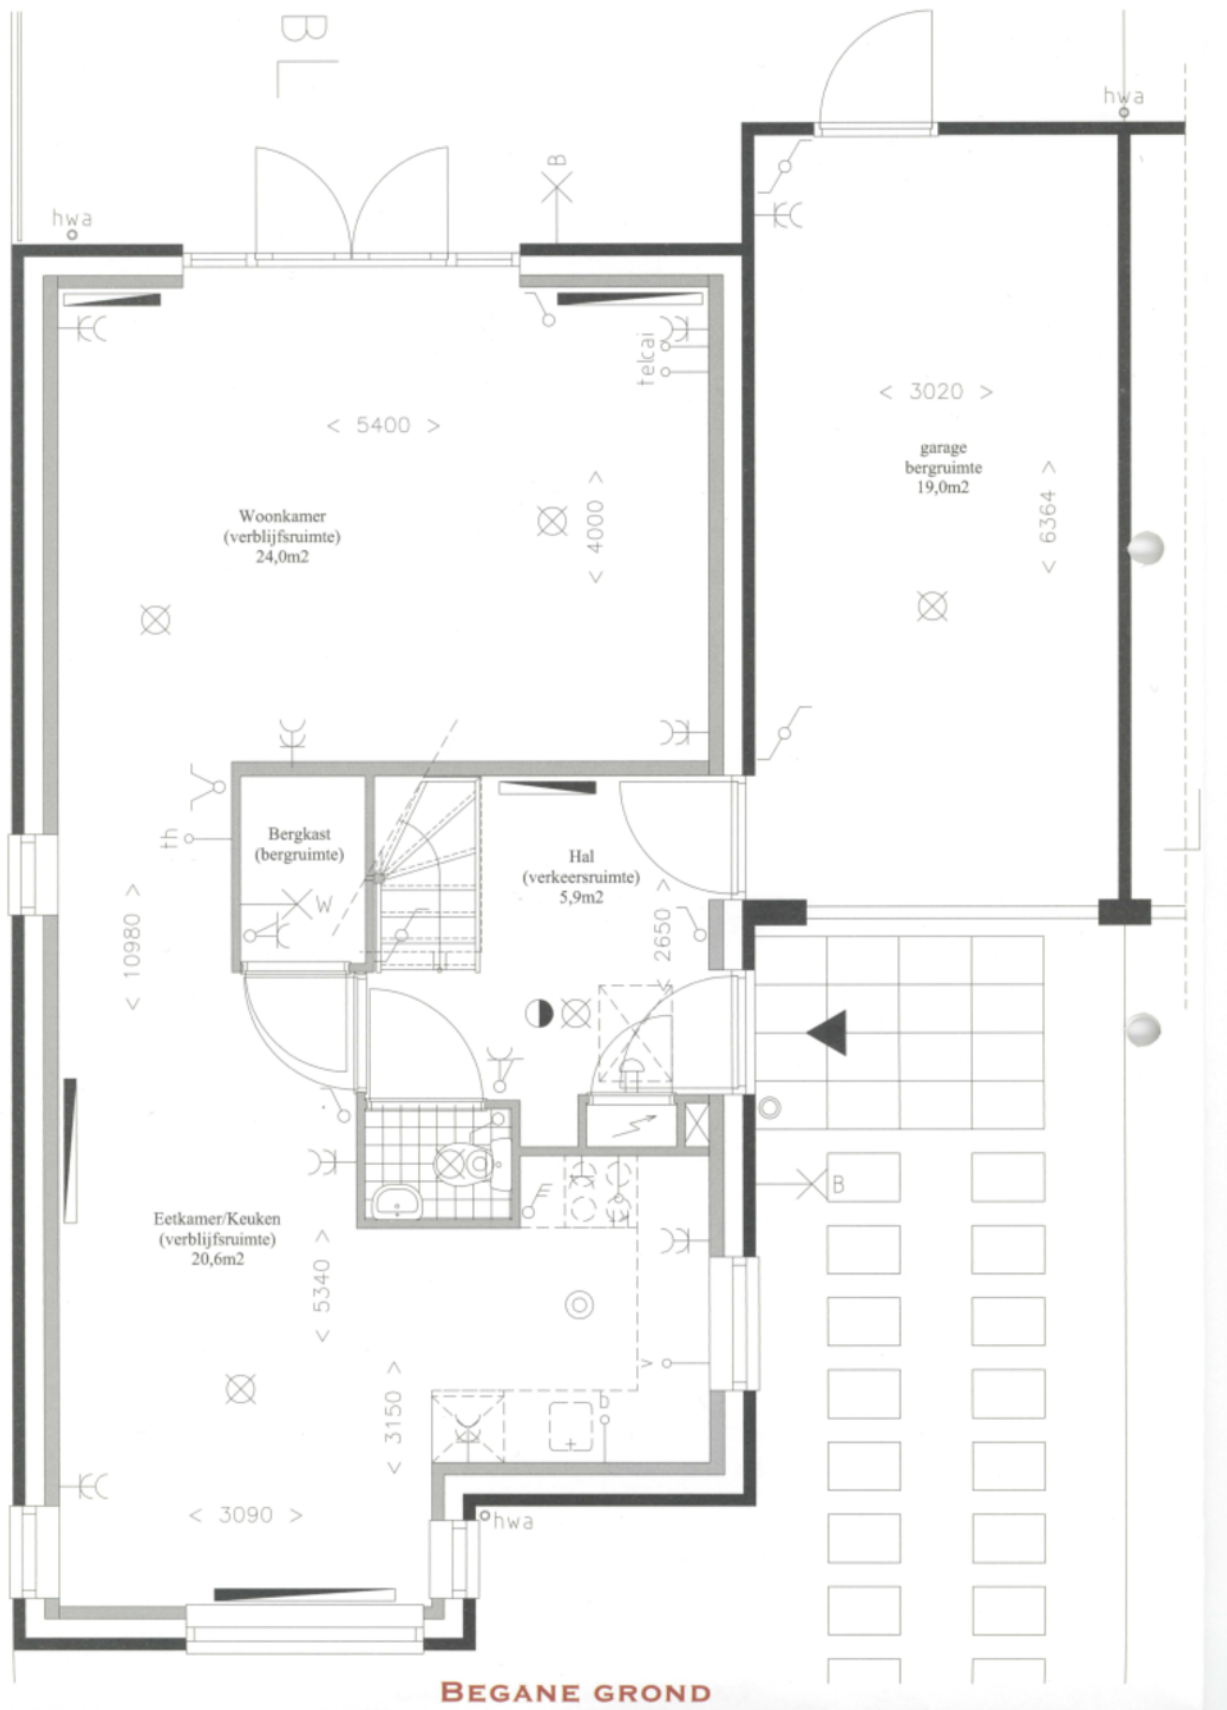 B
hwa
B
hwa
< 3020 >
garage
bergruimte
19,0m2
< 6364 >
telcai
< 5400 >
< 4000 >
Woonkamer
(verblijfsruimte)
24,0m2
th
Bergkast
(bergruimte)
W
Hal
(verkeersruimte)
5,9m2
< 2650 >
< 10980 >
B
Eetkamer/Keuken
(verblijfsruimte)
20,6m2
< 5340 >
v
< 3150 >
D
< 3090 >
hwa
BEGANE GROND